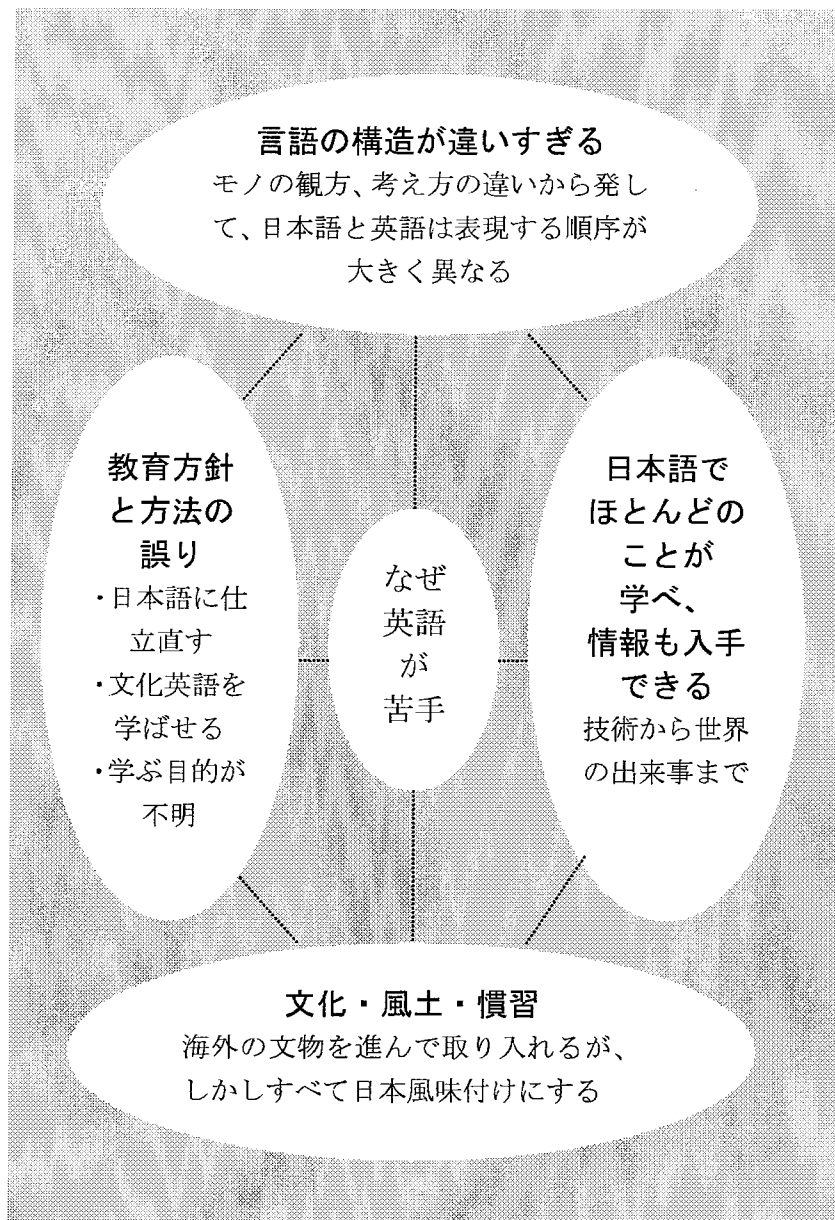 言語の構造が違いすぎる
モノの観方、考え方の違いから発し
て、日本語と英語は表現する順序が
大きく異なる
教育方針
と方法の
誤り
・日本語に仕
立直す
・文化英語を
学ばせる
・学ぶ目的が
不明
なぜ
英語
が
苦手
日本語で
ほとんどの
ことが
学べ、
情報も入手
できる
技術から世界
の出来事まで
文化・風土・慣習
海外の文物を進んで取り入れるが、
しかしすべて日本風味付けにする